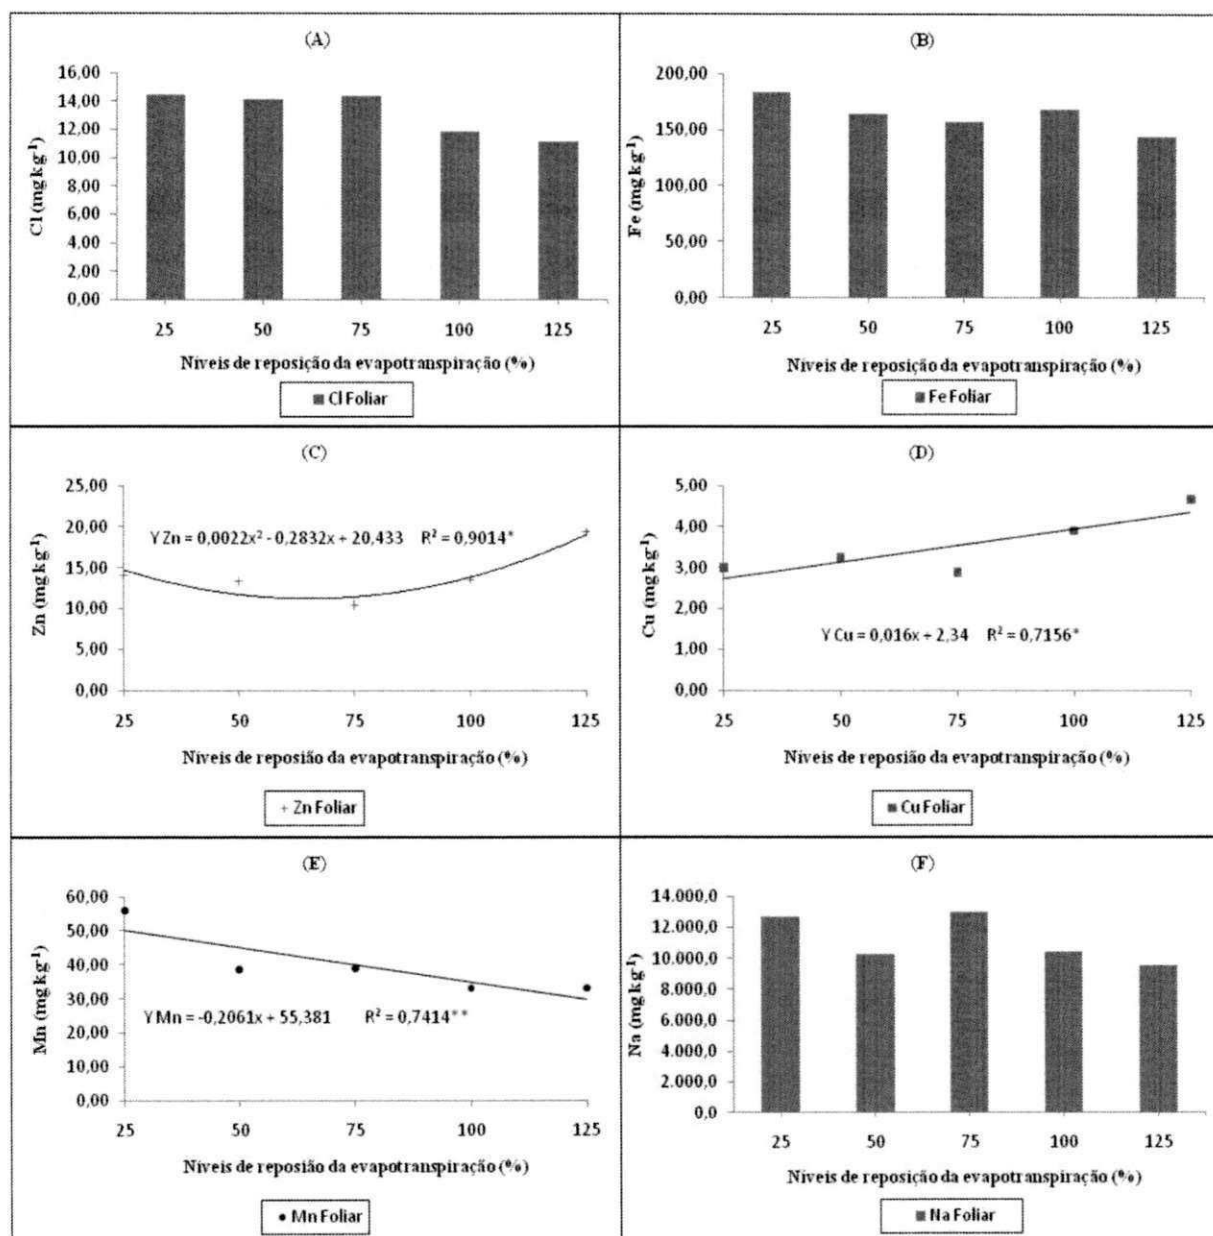 (A)
16,00
14,00
12,00
10,00
8,00
6,00
4,00
2,00
0,00
Cl (mg kg⁻¹)
25 50 75 100 125
Níveis de reposição da evapotranspiração (%)
Cl Foliar
(B)
200,00
150,00
100,00
50,00
0,00
Fe (mg kg⁻¹)
25 50 75 100 125
Níveis de reposição da evapotranspiração (%)
Fe Foliar
(C)
25,00
20,00
15,00
10,00
5,00
0,00
Zn (mg kg⁻¹)
Y Zn = 0,0022x² - 0,2832x + 20,433 R² = 0,9014*
25 50 75 100 125
Níveis de reposião da evapotranspiração (%)
Zn Foliar
(D)
5,00
4,00
3,00
2,00
1,00
0,00
Cu (mg kg⁻¹)
Y Cu = 0,016x + 2,34 R² = 0,7156*
25 50 75 100 125
Níveis de reposião da evapotranspiração (%)
Cu Foliar
(E)
60,00
50,00
40,00
30,00
20,00
10,00
0,00
Mn (mg kg⁻¹)
Y Mn = -0,2061x + 55,381 R² = 0,7414**
25 50 75 100 125
Níveis de reposião da evapotranspiração (%)
Mn Foliar
(F)
14.000,0
12.000,0
10.000,0
8.000,0
6.000,0
4.000,0
2.000,0
0,0
Na (mg kg⁻¹)
25 50 75 100 125
Níveis de reposição da evapotranspiração (%)
Na Foliar